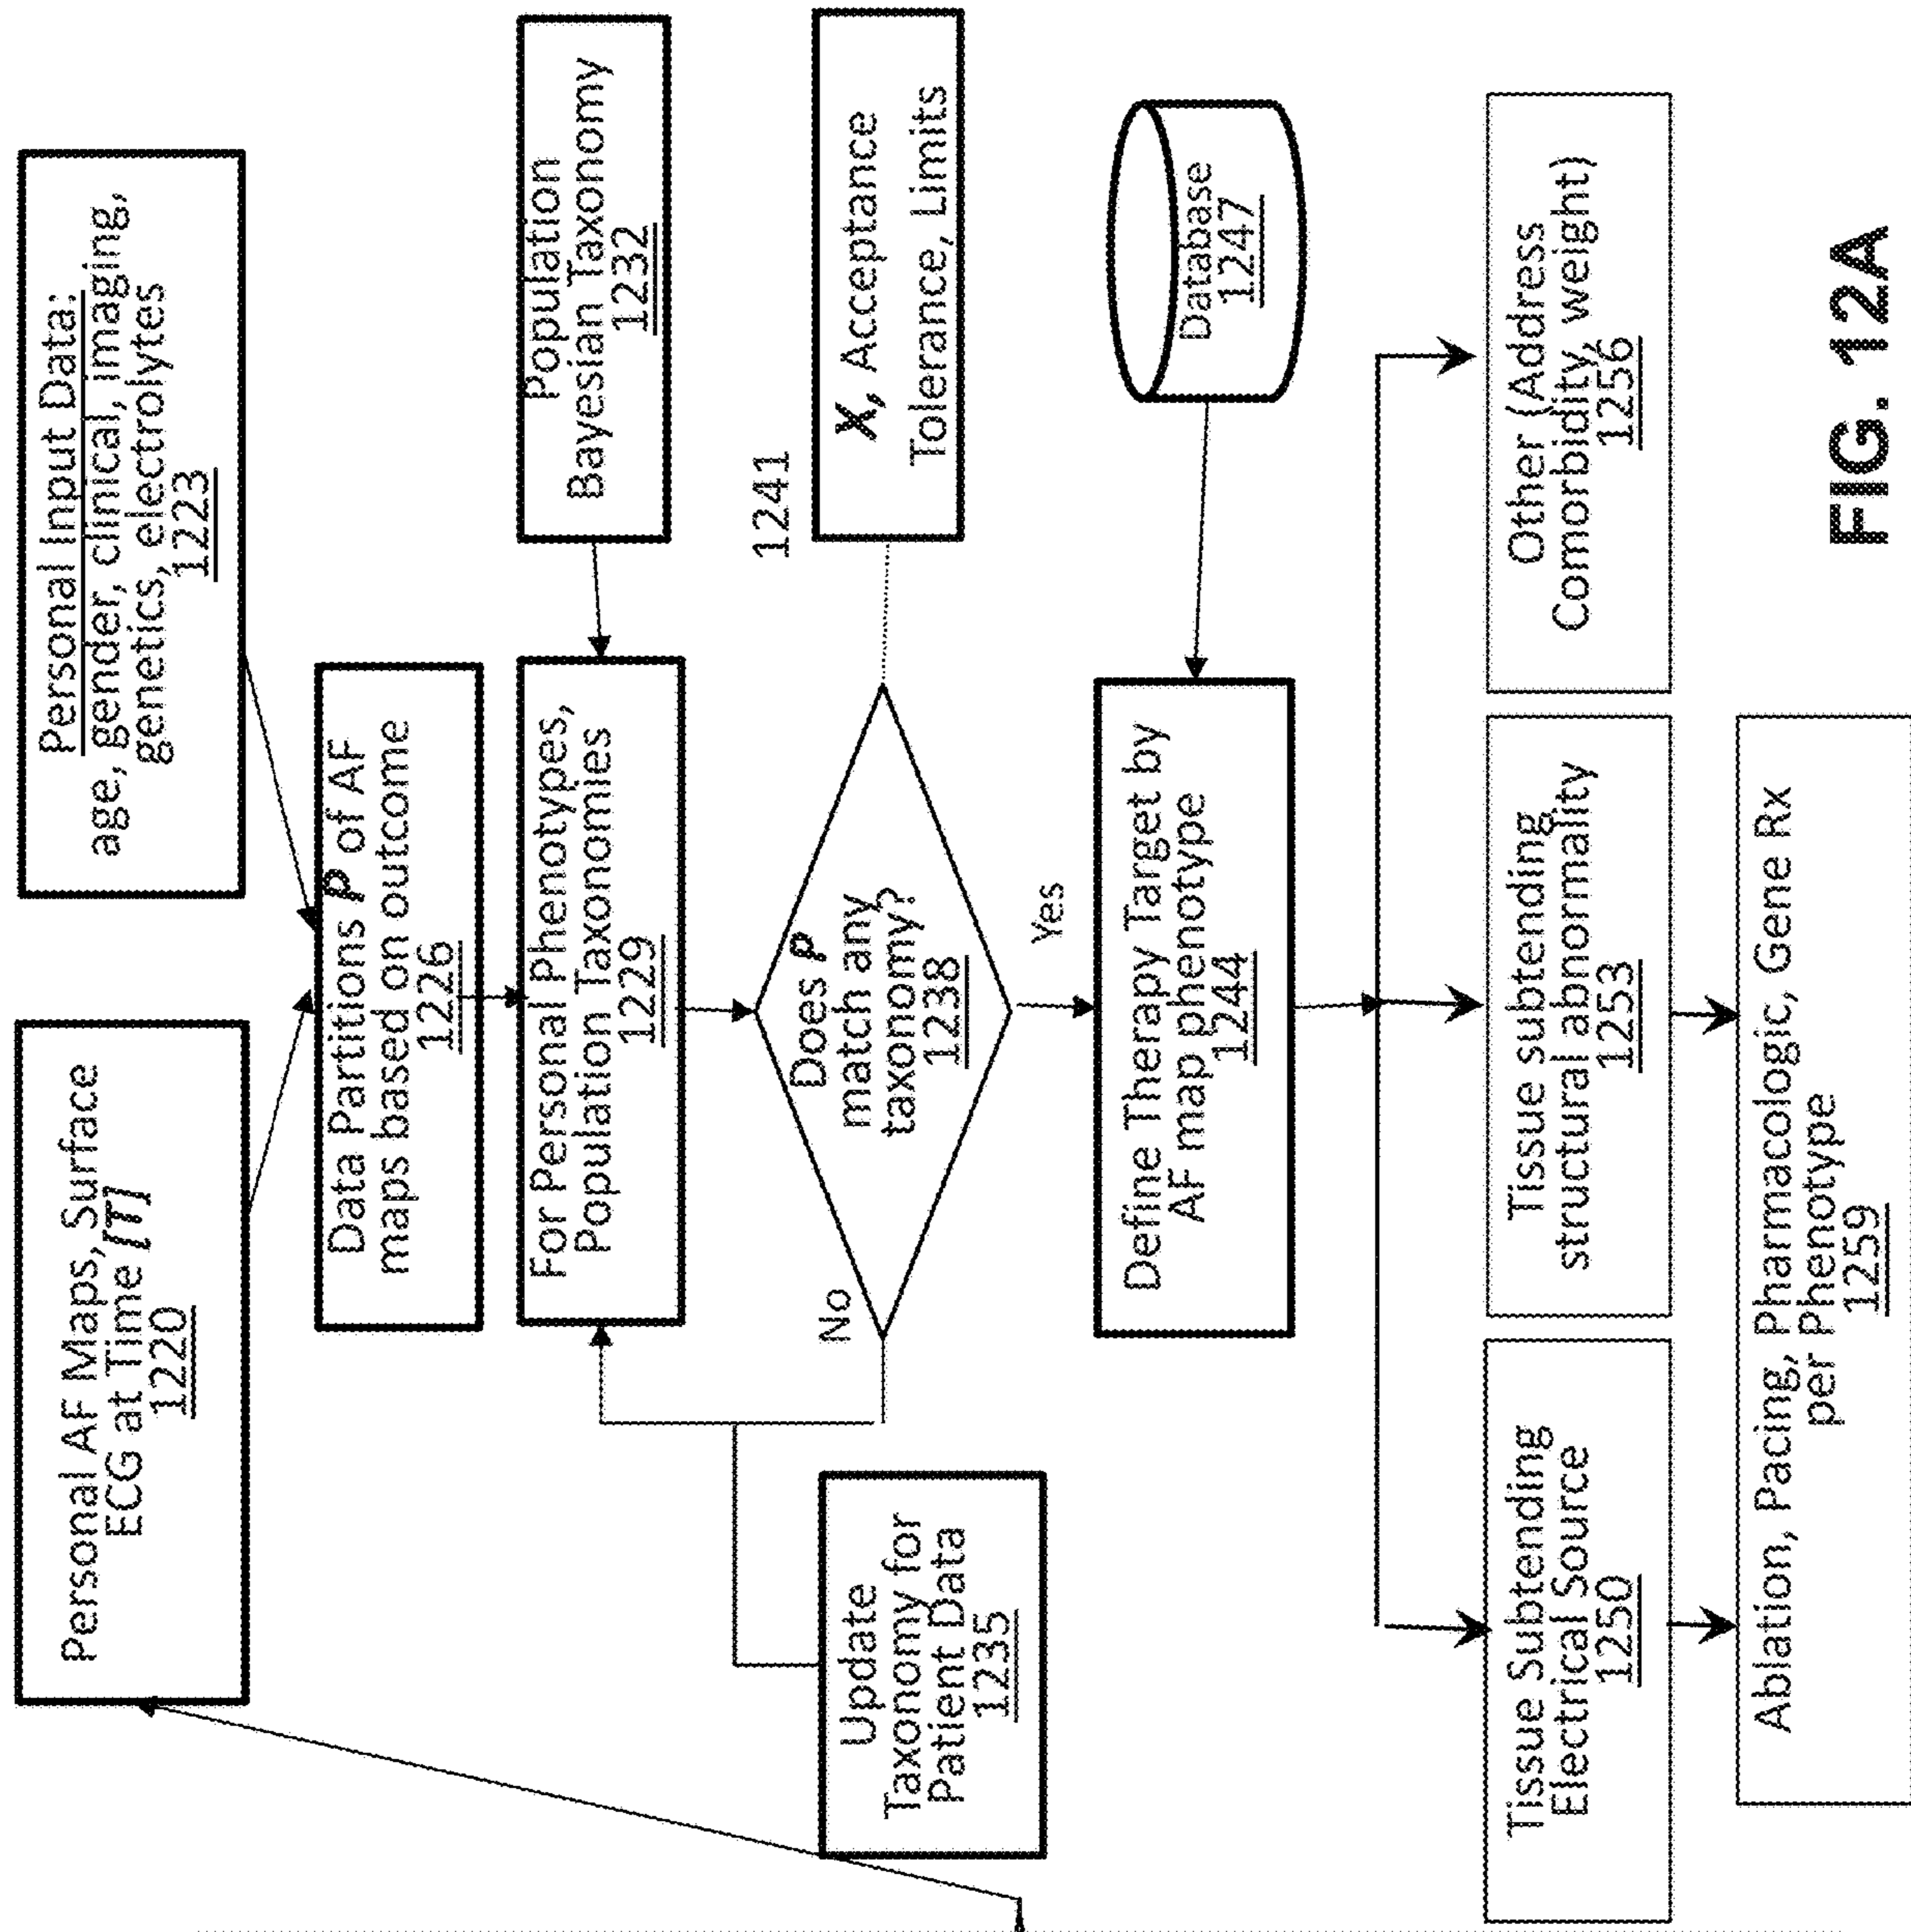 Personal AF Maps, Surface
ECG at Time [T]
1220
Personal Input Data:
age, gender, clinical, imaging,
genetics, electrolytes
1223
Data Partitions P of AF
maps based on outcome
1226
For Personal Phenotypes,
Population Taxonomies
1229
Population
Bayesian Taxonomy
1232
Update
Taxonomy for
Patient Data
1235
No
Does P
match any
taxonomy?
1238
1241
X, Acceptance
Tolerance, Limits
Yes
Define Therapy Target by
AF map phenotype
1244
Database
1247
Tissue Subtending
Electrical Source
1250
Tissue subtending
structural abnormality
1253
Other (Address
Comorbidity, weight)
1256
Ablation, Pacing, Pharmacologic, Gene Rx
per Phenotype
1259
FIG. 12A